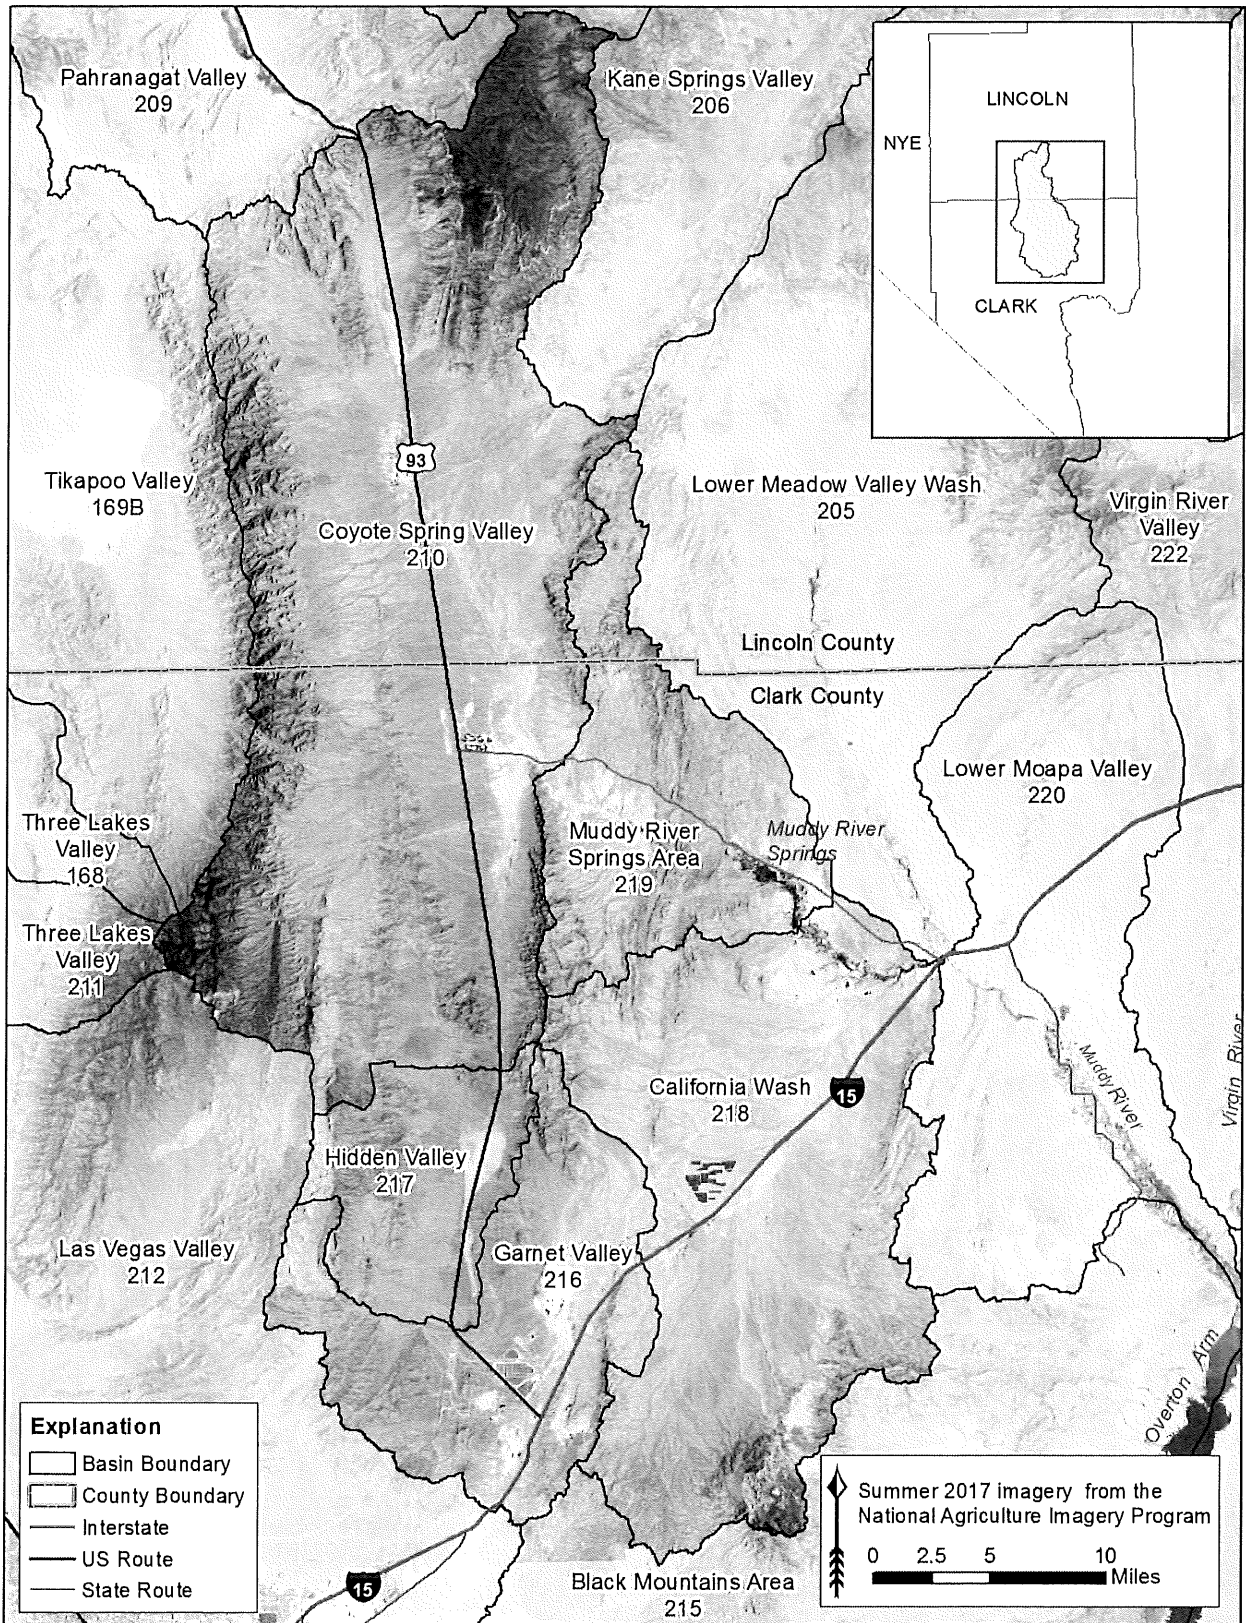 Pahranagat Valley
209
Kane Springs Valley
206
LINCOLN
NYE
CLARK
93
Tikapoo Valley
169B
Coyote Spring Valley
210
Lower Meadow Valley Wash
205
Virgin River
Valley
222
Lincoln County
Clark County
Lower Moapa Valley
220
Three Lakes
Valley
168
Muddy River
Springs Area
219
Muddy River
Springs
Three Lakes
Valley
211
California Wash
218
15
Muddy River
Virgin River
Hidden Valley
217
Las Vegas Valley
212
Garnet Valley
216
Overton Arm
Explanation
Basin Boundary
County Boundary
Interstate
US Route
State Route
15
Black Mountains Area
215
Summer 2017 imagery from the
National Agriculture Imagery Program
0 2.5 5 10
Miles